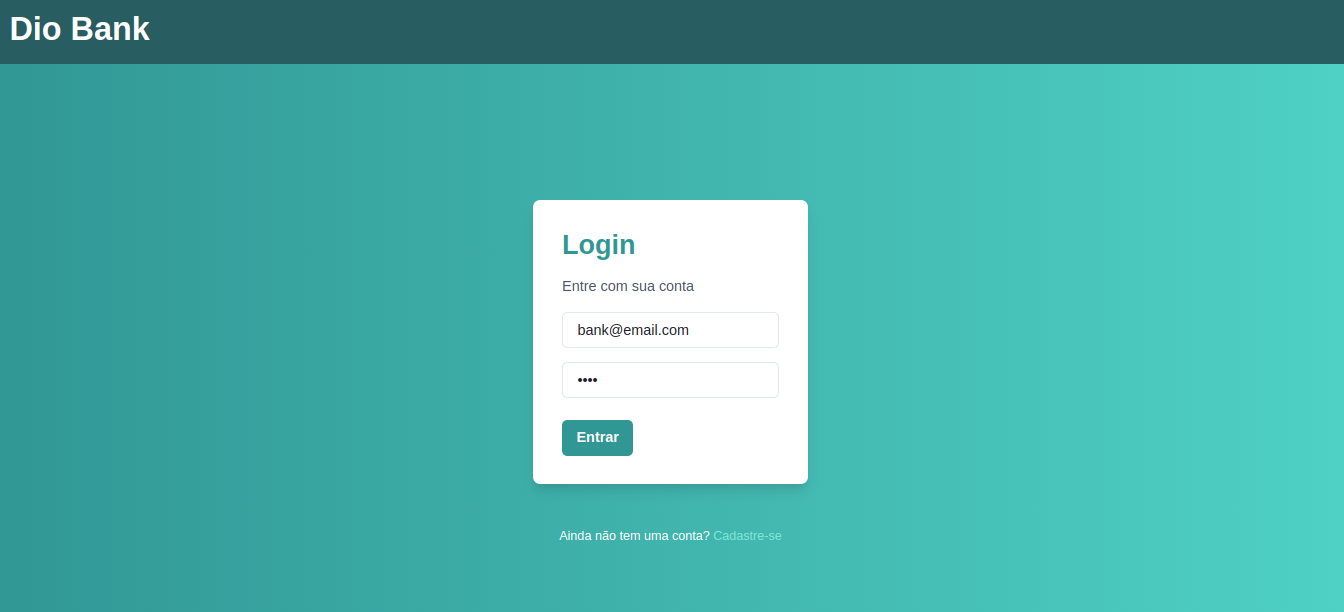 Dio Bank
Login
Entre com sua conta
bank@email.com
••••
Entrar
Ainda não tem uma conta? Cadastre-se